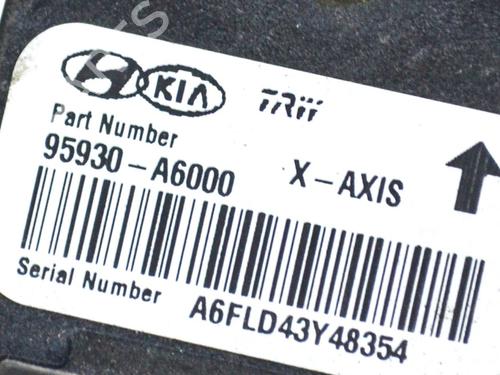 KIA TRW
Part Number
95930-A6000 X-AXIS
Serial Number A6FLD43Y48354